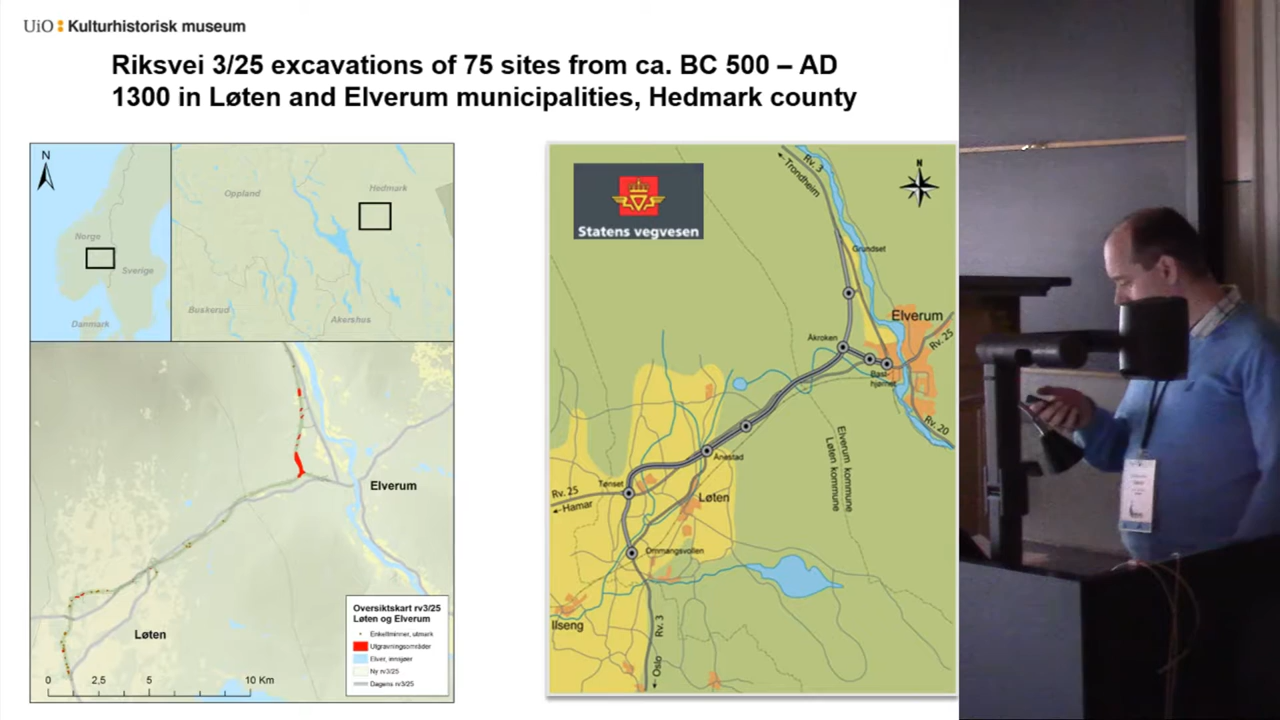 UiO : Kulturhistorisk museum
Riksvei 3/25 excavations of 75 sites from ca. BC 500 – AD
1300 in Løten and Elverum municipalities, Hedmark county
N
Norge
Sverige
Danmark
Oppland
Hedmark
Buskerud
Akershus
Elverum
Løten
0 2,5 5 10 Km
Oversiktskart rv3/25
Løten og Elverum
Enkeltminner, utmark
Utgravningsområder
Elver, innsjøer
Ny rv3/25
Dagens rv3/25
Statens vegvesen
N
Rv. 3
Trondheim
Grundset
Elverum
Rv. 25
Åkroken
Basthjørnet
Rv. 20
Elverum kommune
Løten kommune
Ånestad
Tønset
Rv. 25
Hamar
Løten
Ommangsvollen
Ilseng
Rv. 3
Oslo